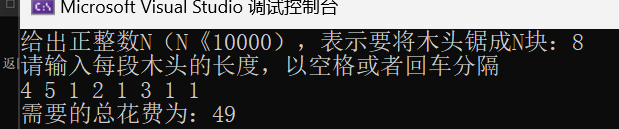 Microsoft Visual Studio 调试控制台
给出正整数N（N《10000），表示要将木头锯成N块：8
请输入每段木头的长度，以空格或者回车分隔
4 5 1 2 1 3 1 1
需要的总花费为：49